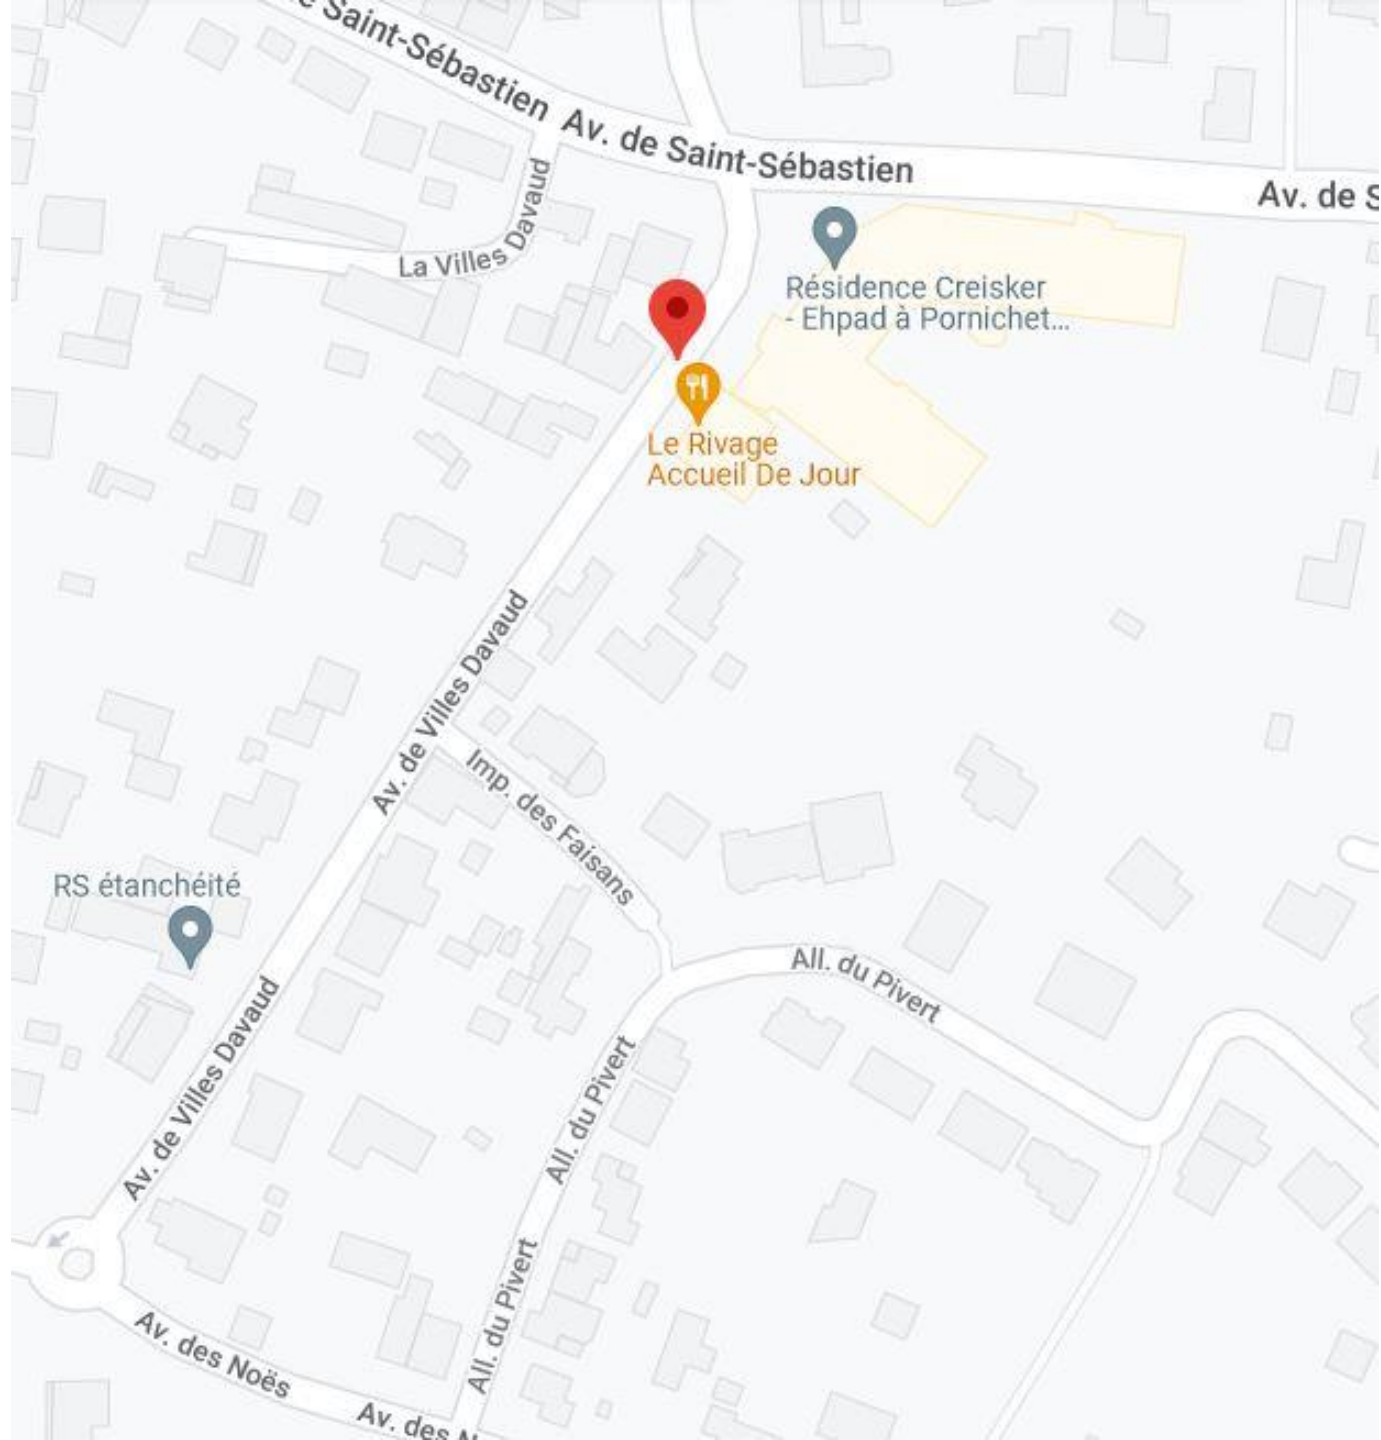 e Saint-Sébastien
Av. de Saint-Sébastien
Av. de S
La Villes Davaud
Résidence Creisker
- Ehpad à Pornichet...
Le Rivage
Accueil De Jour
Av. de Villes Davaud
Imp. des Faisans
RS étanchéité
All. du Pivert
Av. de Villes Davaud
All. du Pivert
All. du Pivert
Av. des Noës
Av. des N